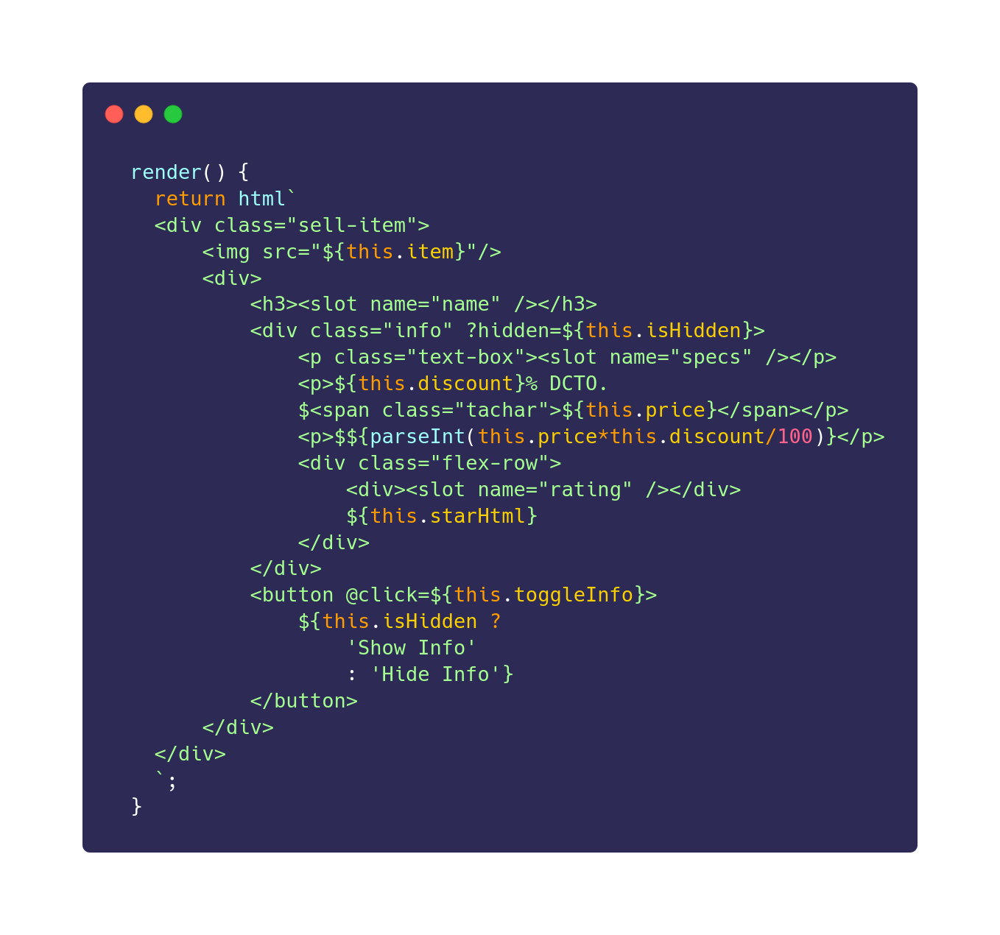 render() {
  return html`
  <div class="sell-item">
      <img src="${this.item}"/>
      <div>
          <h3><slot name="name" /></h3>
          <div class="info" ?hidden=${this.isHidden}>
              <p class="text-box"><slot name="specs" /></p>
              <p>${this.discount}% DCTO.
              $<span class="tachar">${this.price}</span></p>
              <p>$${parseInt(this.price*this.discount/100)}</p>
              <div class="flex-row">
                  <div><slot name="rating" /></div>
                  ${this.starHtml}
              </div>
          </div>
          <button @click=${this.toggleInfo}>
              ${this.isHidden ?
                  'Show Info'
                  : 'Hide Info'}
          </button>
      </div>
  </div>
  `;
}